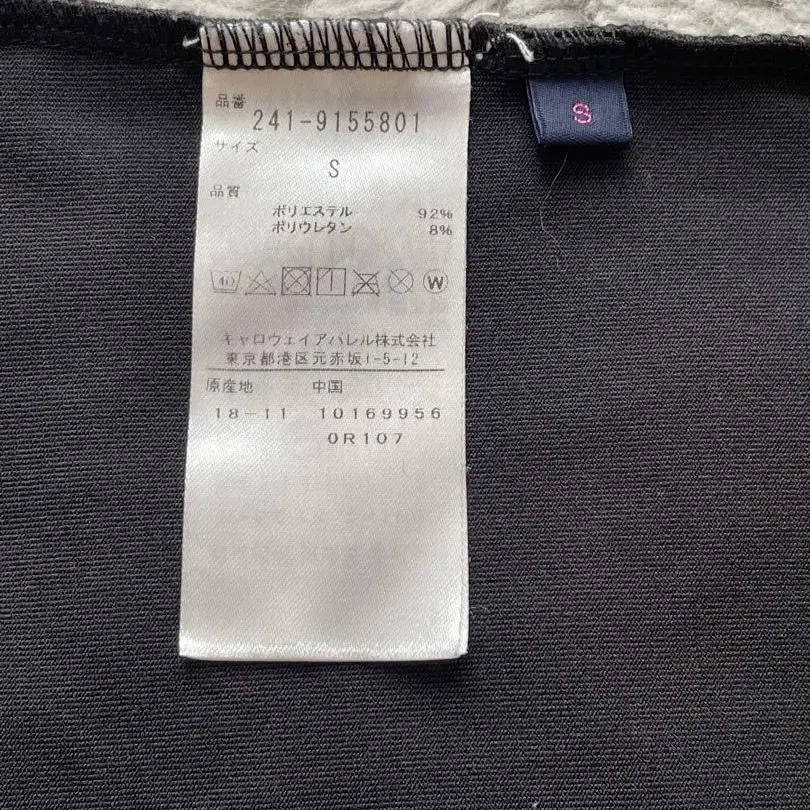 品番
241-9155801
サイズ
S
品質
ポリエステル 92%
ポリウレタン 8%
40 W
キャロウェイアパレル株式会社
東京都港区元赤坂1-5-12
原産地 中国
18-11 10169956
0R107
S